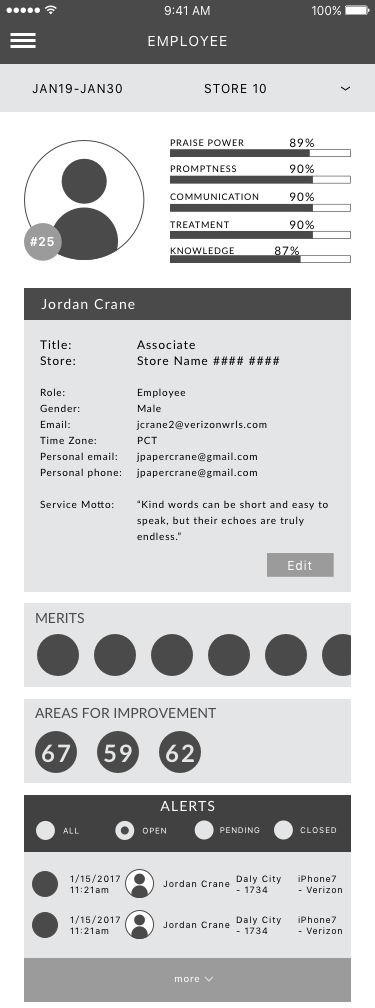 9:41 AM 100%
EMPLOYEE
JAN19-JAN30 STORE 10
PRAISE POWER 89%
PROMPTNESS 90%
COMMUNICATION 90%
TREATMENT 90%
KNOWLEDGE 87%
#25
Jordan Crane
Title: Associate
Store: Store Name #### ####
Role: Employee
Gender: Male
Email: jcrane2@verizonwrls.com
Time Zone: PCT
Personal email: jpapercrane@gmail.com
Personal phone: jpapercrane@gmail.com
Service Motto: “Kind words can be short and easy to
speak, but their echoes are truly
endless.”
Edit
MERITS
AREAS FOR IMPROVEMENT
67 59 62
ALERTS
ALL OPEN PENDING CLOSED
1/15/2017 Jordan Crane Daly City iPhone7
11:21am - 1734 - Verizon
1/15/2017 Jordan Crane Daly City iPhone7
11:21am - 1734 - Verizon
more